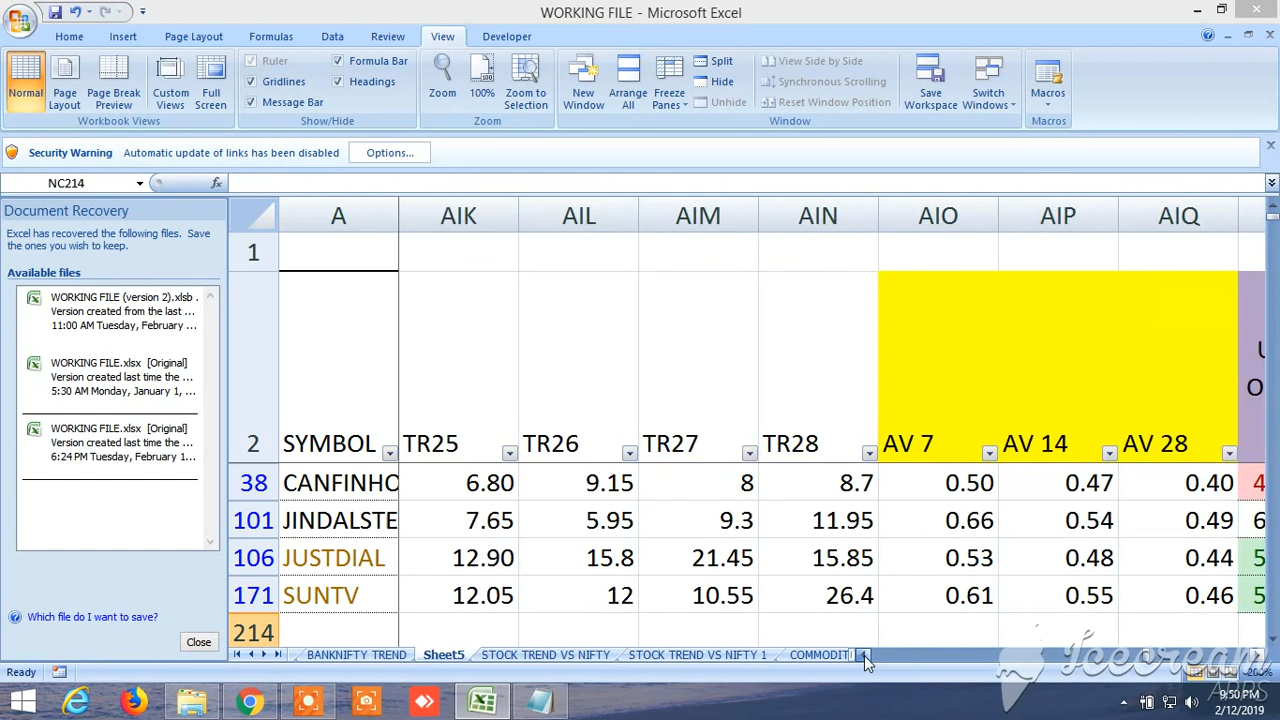 WORKING FILE - Microsoft Excel
Home Insert Page Layout Formulas Data Review View Developer
Ruler Formula Bar
Gridlines Headings
Message Bar
Normal Page Layout Page Break Preview Custom Views Full Screen
Zoom 100% Zoom to Selection
New Window Arrange All Freeze Panes
Split
Hide
Unhide
View Side by Side
Synchronous Scrolling
Reset Window Position
Save Workspace Switch Windows Macros
Workbook Views Show/Hide Zoom Window Macros
Security Warning Automatic update of links has been disabled Options...
NC214 fx
Document Recovery
Excel has recovered the following files. Save
the ones you wish to keep.
Available files
WORKING FILE (version 2).xlsb .
Version created from the last ...
11:00 AM Tuesday, February ...
WORKING FILE.xlsx [Original]
Version created last time the ...
5:30 AM Monday, January 1, ...
WORKING FILE.xlsx [Original]
Version created last time the ...
6:24 PM Tuesday, February 1...
Which file do I want to save?
Close
A AIK AIL AIM AIN AIO AIP AIQ
1
2 SYMBOL TR25 TR26 TR27 TR28 AV 7 AV 14 AV 28
38 CANFINHO 6.80 9.15 8 8.7 0.50 0.47 0.40 4
101 JINDALSTE 7.65 5.95 9.3 11.95 0.66 0.54 0.49 6
106 JUSTDIAL 12.90 15.8 21.45 15.85 0.53 0.48 0.44 5
171 SUNTV 12.05 12 10.55 26.4 0.61 0.55 0.46 5
214
BANKNIFTY TREND Sheet5 STOCK TREND VS NIFTY STOCK TREND VS NIFTY 1 COMMODIT
Ready 200%
Icecream
APPS
9:50 PM
2/12/2019